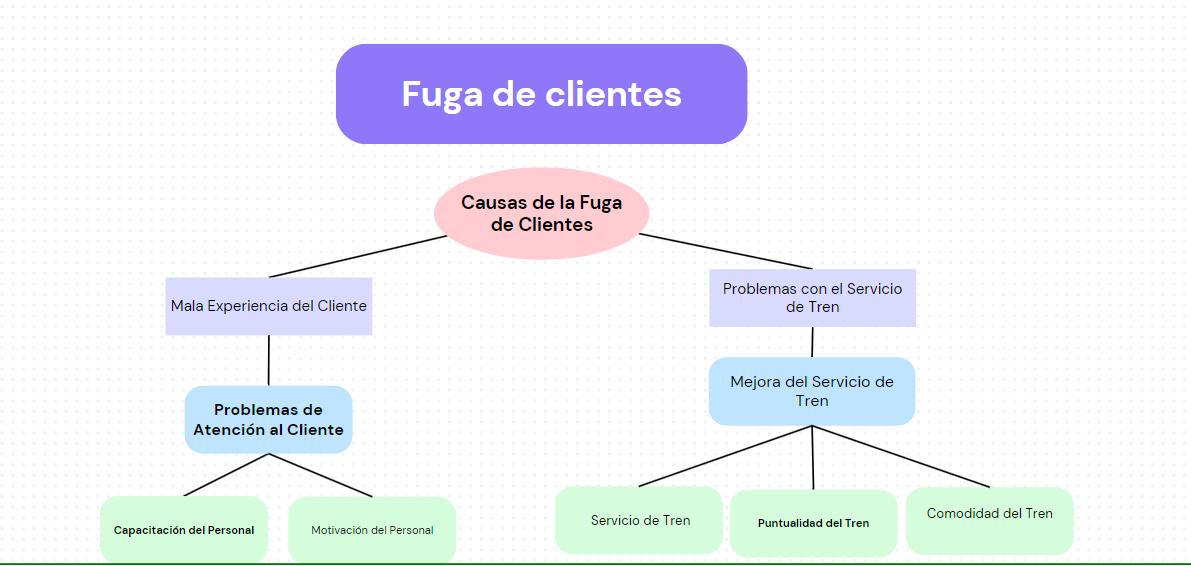 Fuga de clientes
Causas de la Fuga
de Clientes
Mala Experiencia del Cliente
Problemas con el Servicio
de Tren
Problemas de
Atención al Cliente
Mejora del Servicio de
Tren
Capacitación del Personal
Motivación del Personal
Servicio de Tren
Puntualidad del Tren
Comodidad del Tren